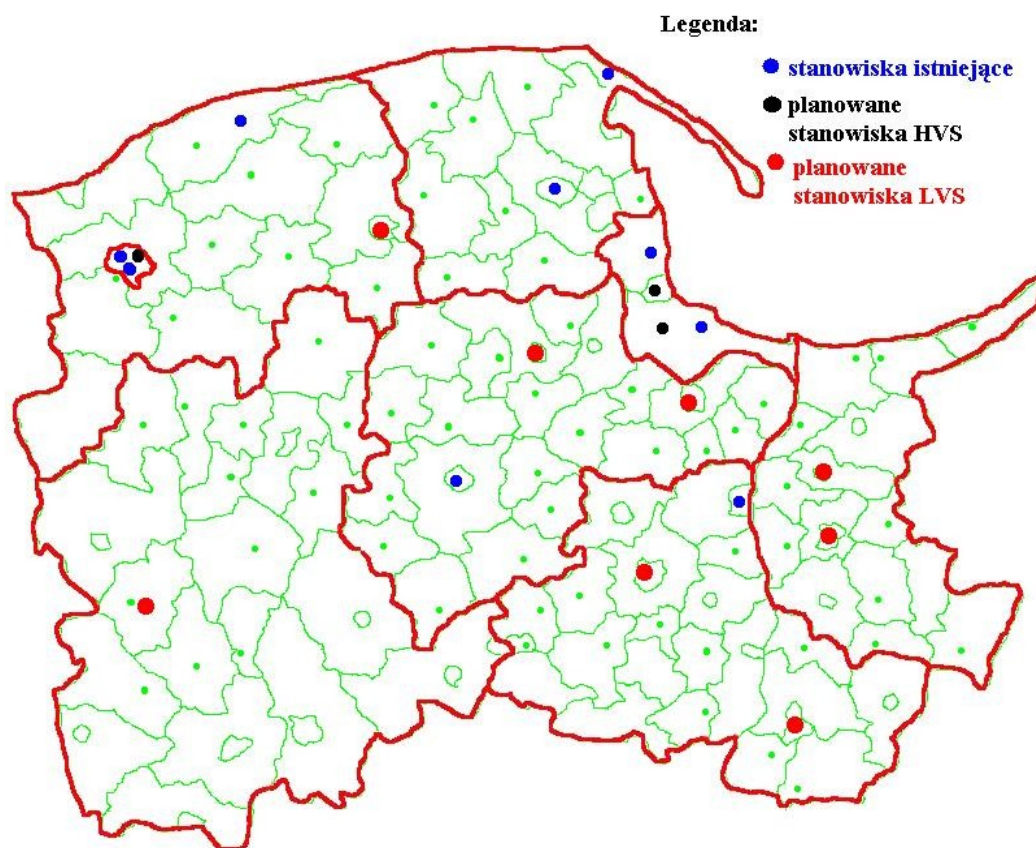 Legenda:
stanowiska istniejące
planowane
stanowiska HVS
planowane
stanowiska LVS